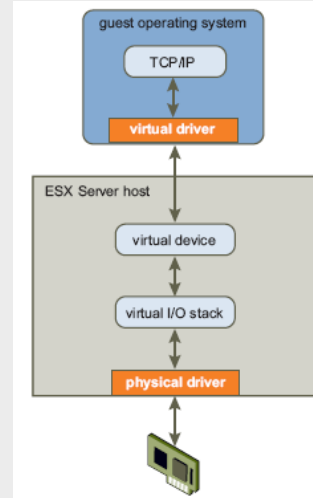 guest operating system
TCP/IP
virtual driver
ESX Server host
virtual device
virtual I/O stack
physical driver